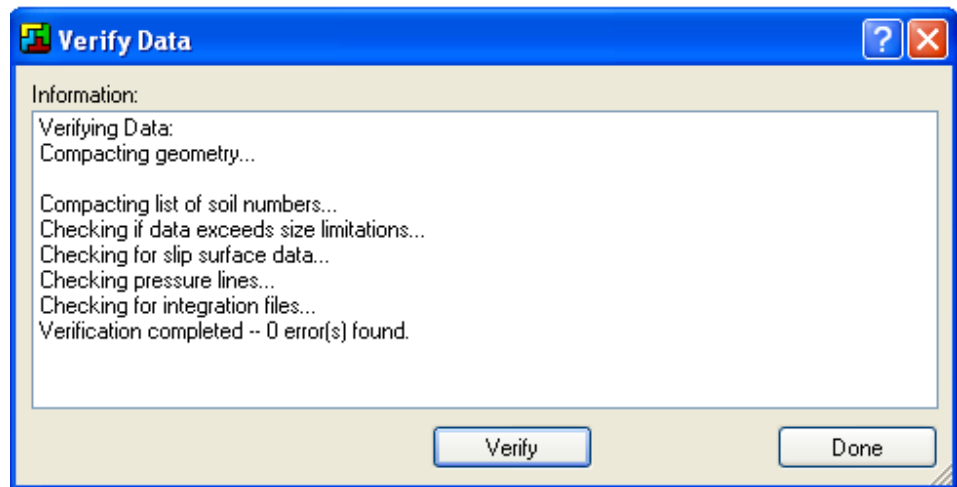 Verify Data
Information:
Verifying Data:
Compacting geometry...
Compacting list of soil numbers...
Checking if data exceeds size limitations...
Checking for slip surface data...
Checking pressure lines...
Checking for integration files...
Verification completed -- 0 error(s) found.
Verify Done